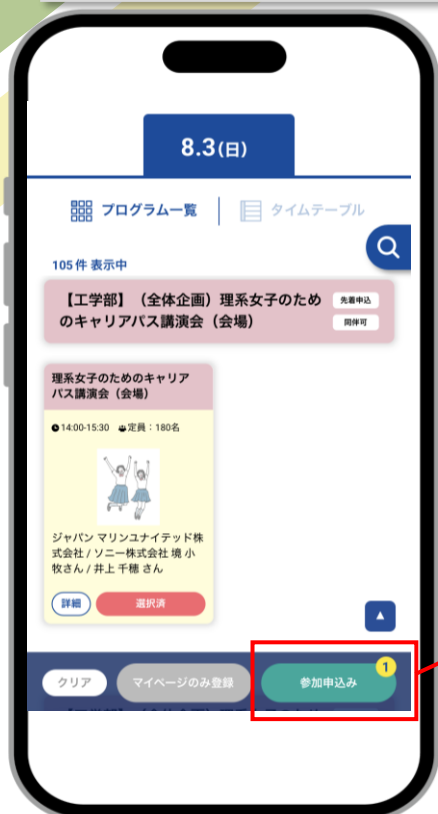 8.3(日)
プログラム一覧
タイムテーブル
105 件 表示中
【工学部】（全体企画）理系女子のため
のキャリアパス講演会（会場）
先着申込
同伴可
理系女子のためのキャリア
パス講演会（会場）
14:00-15:30 定員：180名
ジャパン マリンユナイテッド株
式会社 / ソニー株式会社 境 小
牧さん / 井上 千穂 さん
詳細
選択済
クリア
マイページのみ登録
参加申込み
1